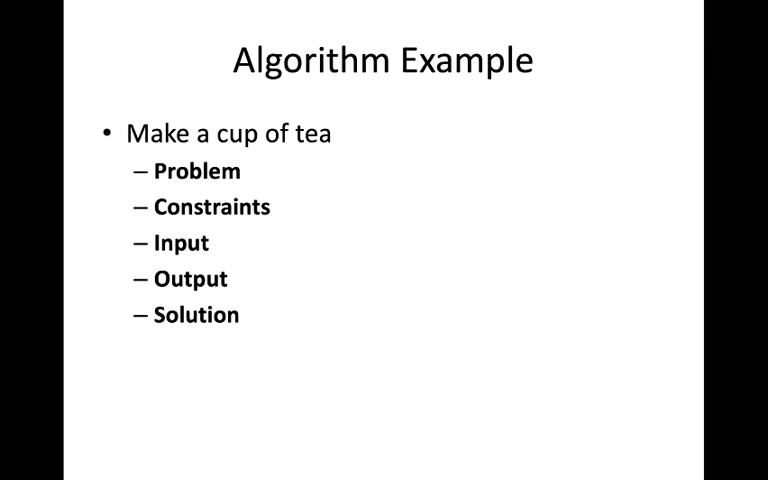 Algorithm Example
• Make a cup of tea
– Problem
– Constraints
– Input
– Output
– Solution